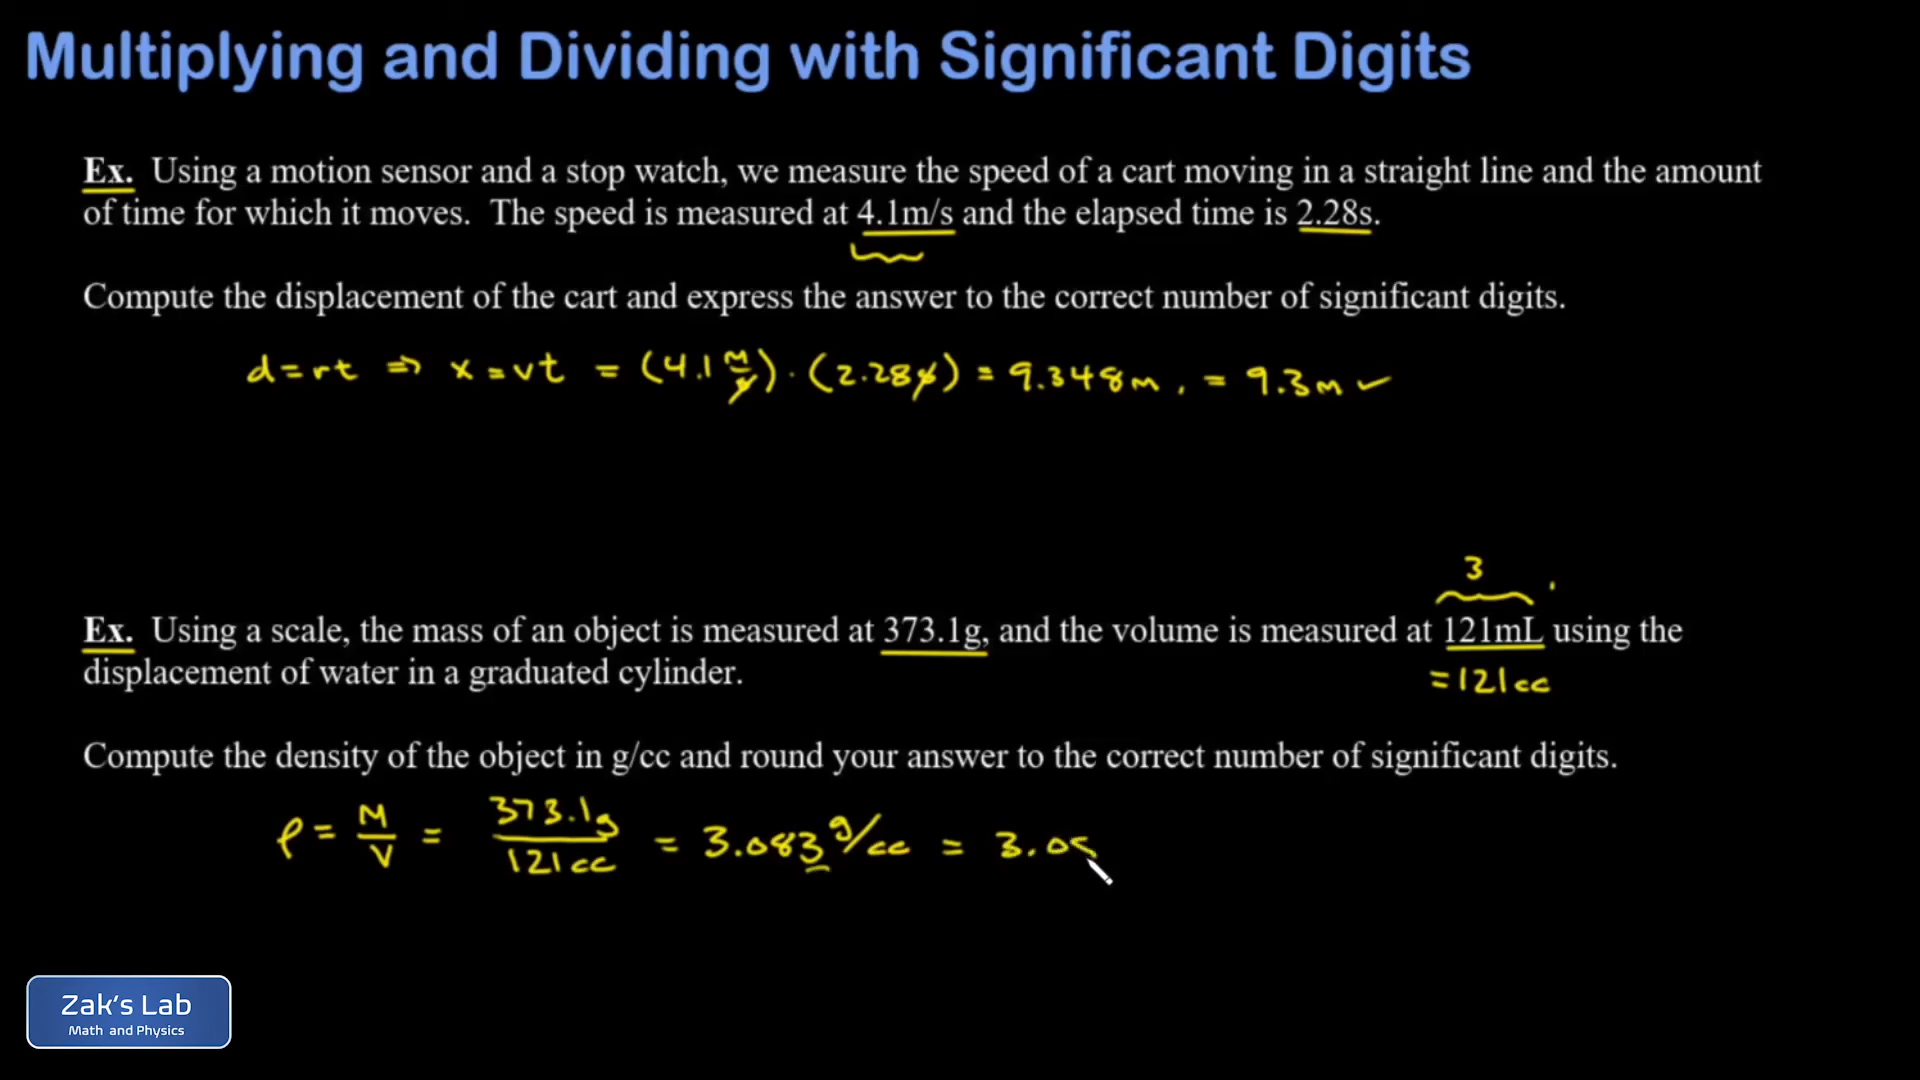 Multiplying and Dividing with Significant Digits
Ex. Using a motion sensor and a stop watch, we measure the speed of a cart moving in a straight line and the amount
of time for which it moves. The speed is measured at 4.1m/s and the elapsed time is 2.28s.
Compute the displacement of the cart and express the answer to the correct number of significant digits.
d = rt ⇒ x = vt = (4.1 m/s) · (2.28 s) = 9.348 m . = 9.3 m ✓
3
Ex. Using a scale, the mass of an object is measured at 373.1g, and the volume is measured at 121mL using the
displacement of water in a graduated cylinder.
= 121 cc
Compute the density of the object in g/cc and round your answer to the correct number of significant digits.
ρ = M/V = 373.1g/121cc = 3.083 g/cc = 3.0
Zak's Lab
Math and Physics